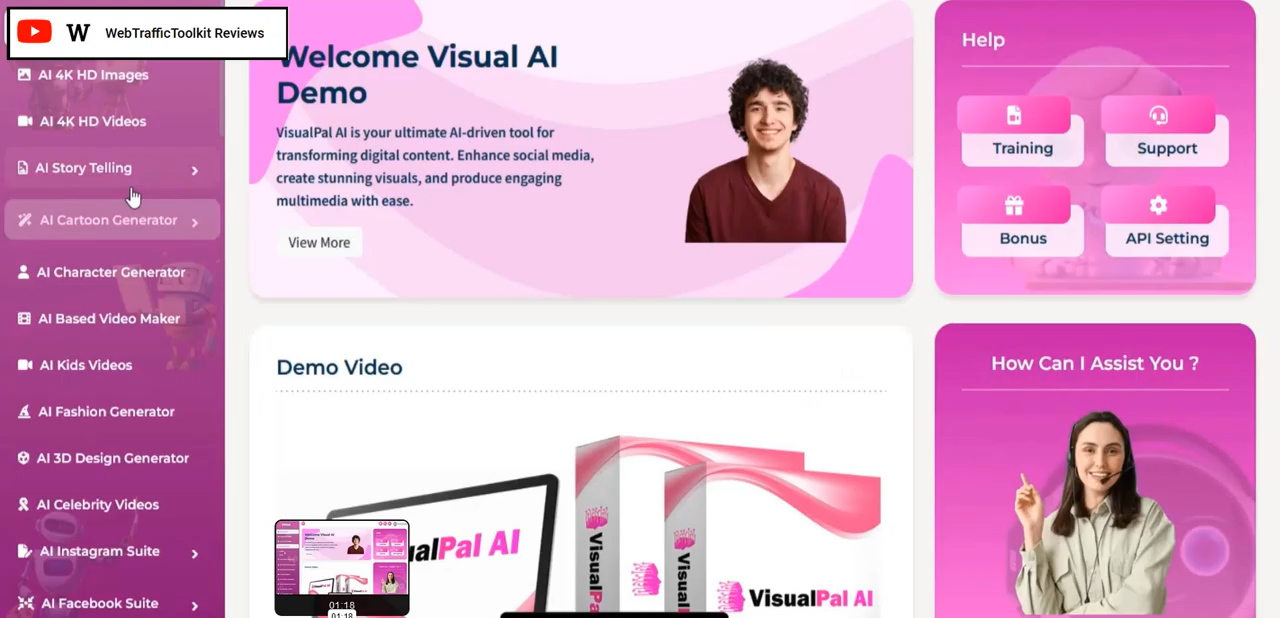 W WebTrafficToolkit Reviews
AI 4K HD Images
AI 4K HD Videos
AI Story Telling
AI Cartoon Generator
AI Character Generator
AI Based Video Maker
AI Kids Videos
AI Fashion Generator
AI 3D Design Generator
AI Celebrity Videos
AI Instagram Suite
AI Facebook Suite
Welcome Visual AI
Demo
VisualPal AI is your ultimate AI-driven tool for
transforming digital content. Enhance social media,
create stunning visuals, and produce engaging
multimedia with ease.
View More
Demo Video
ualPal AI
VisualPa
VisualPal
VisualPal AI
01:18
01:18
Help
Training
Support
Bonus
API Setting
How Can I Assist You ?